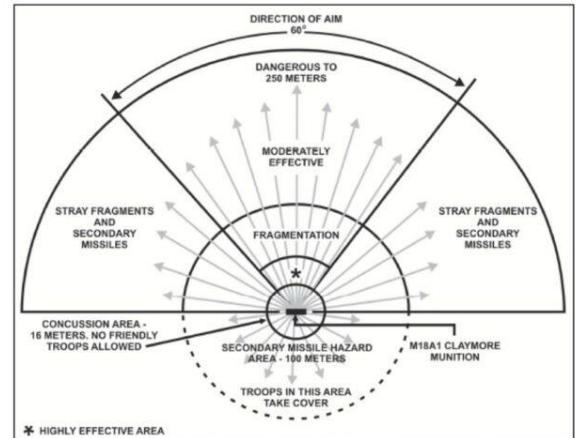 DIRECTION OF AIM
60°
DANGEROUS TO
250 METERS
MODERATELY
EFFECTIVE
STRAY FRAGMENTS
AND
SECONDARY
MISSILES
STRAY FRAGMENTS
AND
SECONDARY
MISSILES
FRAGMENTATION
*
CONCUSSION AREA -
16 METERS. NO FRIENDLY
TROOPS ALLOWED
SECONDARY MISSILE HAZARD
AREA - 100 METERS
M18A1 CLAYMORE
MUNITION
TROOPS IN THIS AREA
TAKE COVER
* HIGHLY EFFECTIVE AREA